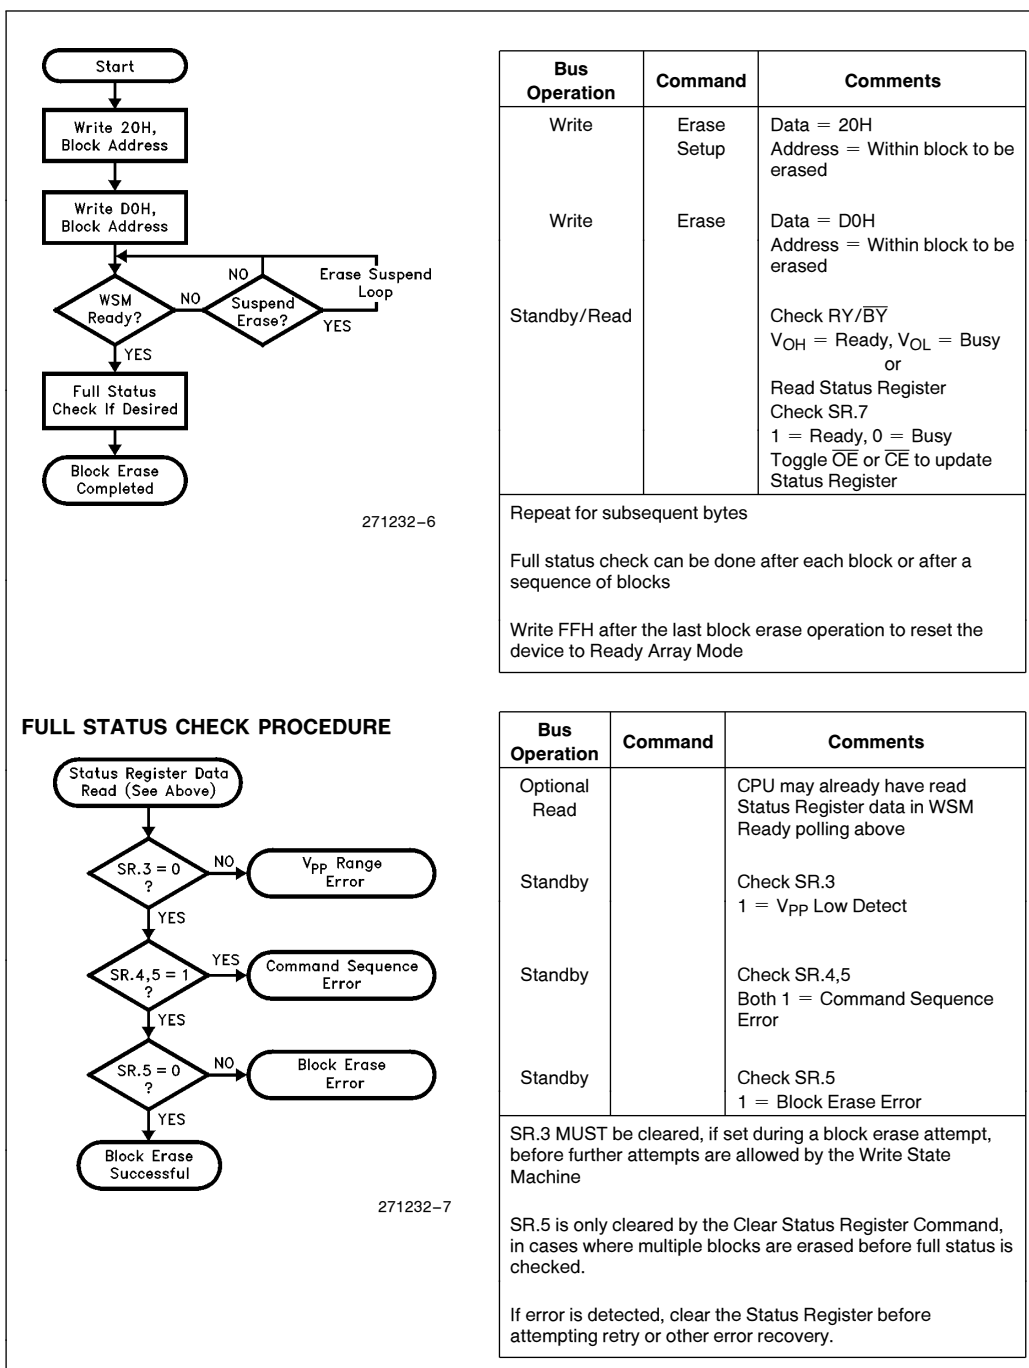 Start
Write 20H,
Block Address
Write D0H,
Block Address
WSM
Ready?
NO
Suspend
Erase?
NO
YES
Erase Suspend
Loop
YES
Full Status
Check If Desired
Block Erase
Completed
271232–6
Bus
Operation
Command
Comments
Write
Erase
Setup
Data = 20H
Address = Within block to be
erased
Write
Erase
Data = D0H
Address = Within block to be
erased
Standby/Read
Check RY/B̅Y̅
VOH = Ready, VOL = Busy
or
Read Status Register
Check SR.7
1 = Ready, 0 = Busy
Toggle O̅E̅ or C̅E̅ to update
Status Register
Repeat for subsequent bytes
Full status check can be done after each block or after a
sequence of blocks
Write FFH after the last block erase operation to reset the
device to Ready Array Mode
FULL STATUS CHECK PROCEDURE
Status Register Data
Read (See Above)
SR.3 = 0
?
NO
VPP Range
Error
YES
SR.4,5 = 1
?
YES
Command Sequence
Error
YES
SR.5 = 0
?
NO
Block Erase
Error
YES
Block Erase
Successful
271232–7
Bus
Operation
Command
Comments
Optional
Read
CPU may already have read
Status Register data in WSM
Ready polling above
Standby
Check SR.3
1 = VPP Low Detect
Standby
Check SR.4,5
Both 1 = Command Sequence
Error
Standby
Check SR.5
1 = Block Erase Error
SR.3 MUST be cleared, if set during a block erase attempt,
before further attempts are allowed by the Write State
Machine
SR.5 is only cleared by the Clear Status Register Command,
in cases where multiple blocks are erased before full status is
checked.
If error is detected, clear the Status Register before
attempting retry or other error recovery.